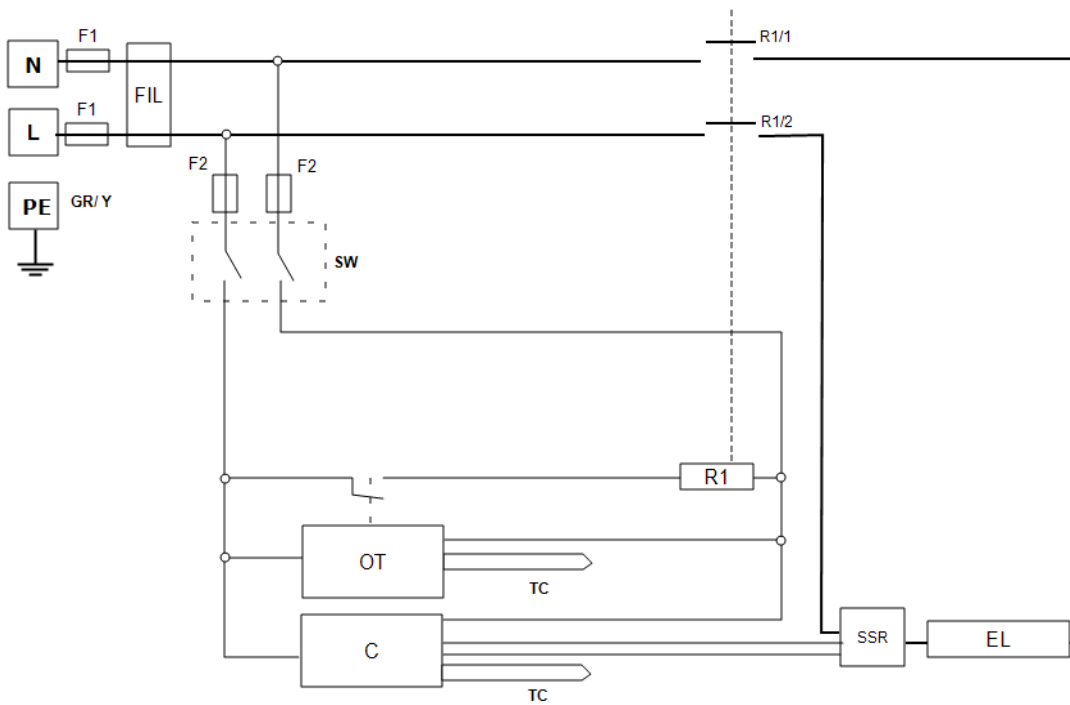 F1
R1/1
N
FIL
F1
L
R1/2
F2
F2
PE
GR/ Y
SW
R1
OT
TC
C
SSR
EL
TC